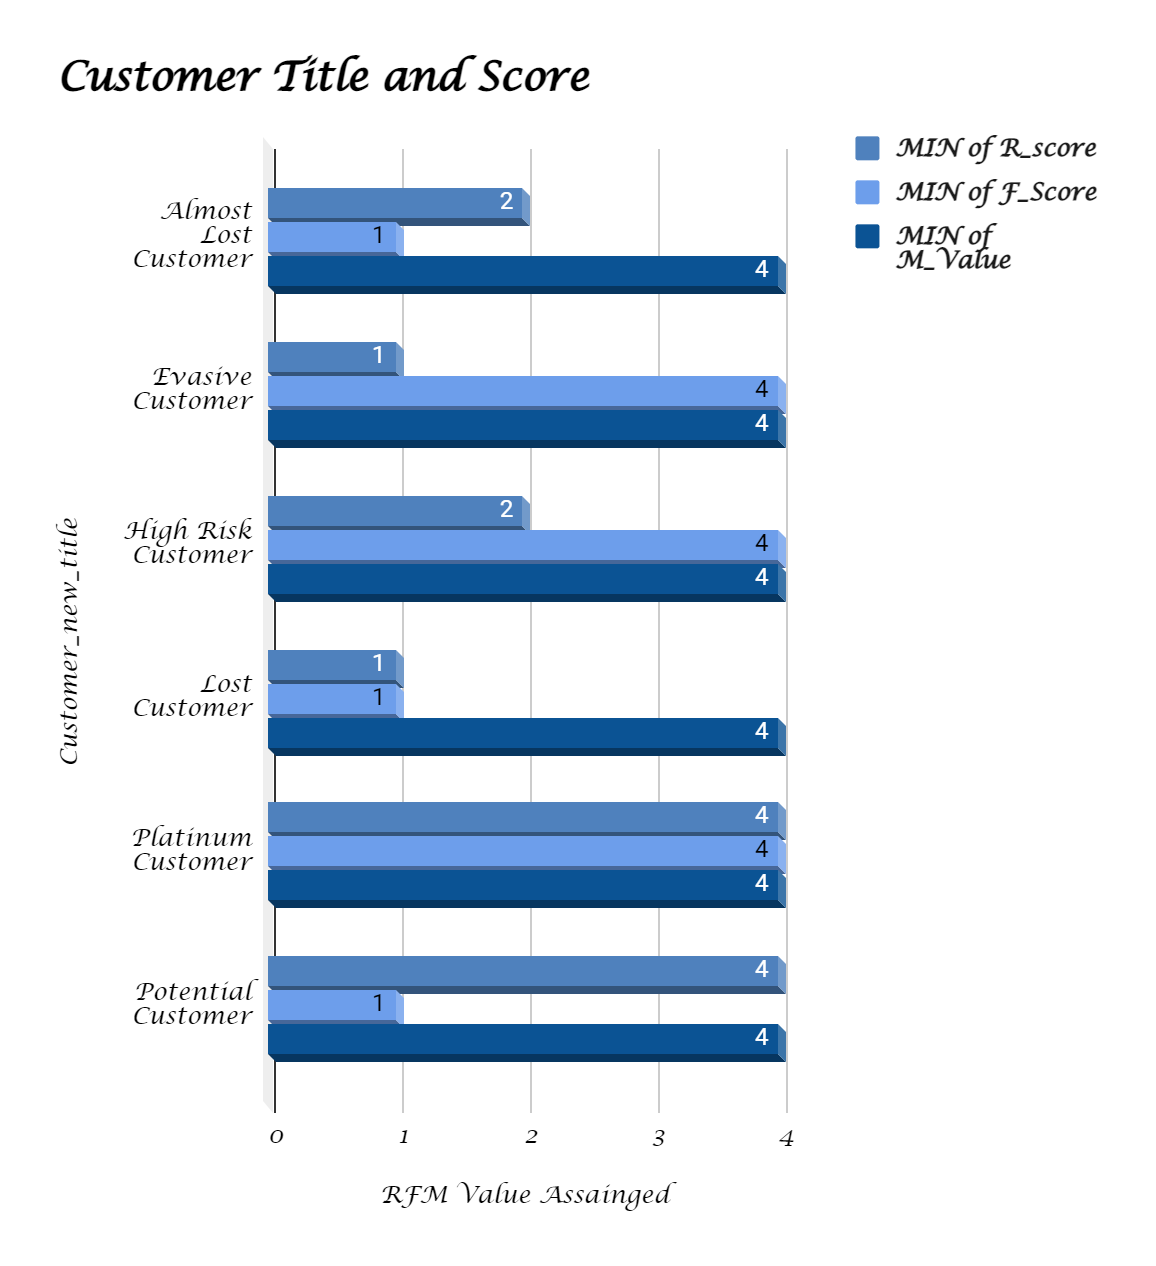 Customer Title and Score
MIN of R_score
MIN of F_Score
MIN of
M_Value
Customer_new_title
Almost
Lost
Customer
2
1
4
Evasive
Customer
1
4
4
High Risk
Customer
2
4
4
Lost
Customer
1
1
4
Platinum
Customer
4
4
4
Potential
Customer
4
1
4
0 1 2 3 4
RFM Value Assainged